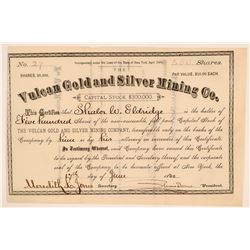 No. 27
Incorporated under the Laws of the State of New York, April 1880.
500 Shares.
SHARES, 30,000.
THE
PAR VALUE, $10.00 EACH.
Vulcan Gold and Silver Mining Co.
CAPITAL STOCK $300,000.
This Certifies that Shaler W. Eldridge is the holder of
Five hundred Shares of the non-assessable full paid Capital Stock of
THE VULCAN GOLD AND SILVER MINING COMPANY, transferable only on the books of the
Company by him or by his Attorney on surrender of this Certificate.
In Testimony Whereof, the said Company have caused this Certificate
to be signed by the President and Secretary thereof and the corporate seal of
the said Company to be hereunto affixed at New York, the
day of June 1880.
Meredith L. Jones
Secretary
President.